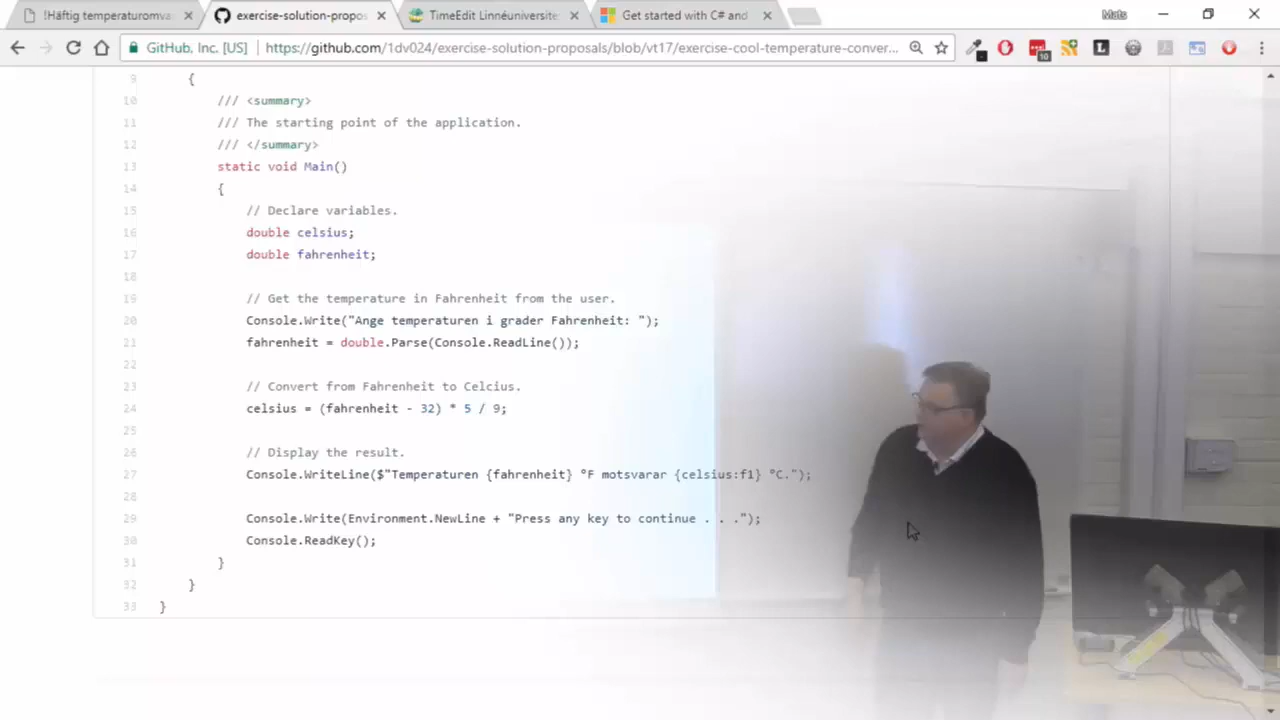 !Häftig temperaturomva
exercise-solution-propos
TimeEdit Linnéuniversite
Get started with C# and
Mats
GitHub, Inc. [US]
https://github.com/1dv024/exercise-solution-proposals/blob/vt17/exercise-cool-temperature-conver...
10
9 {
10 /// <summary>
11 /// The starting point of the application.
12 /// </summary>
13 static void Main()
14 {
15 // Declare variables.
16 double celsius;
17 double fahrenheit;
18
19 // Get the temperature in Fahrenheit from the user.
20 Console.Write("Ange temperaturen i grader Fahrenheit: ");
21 fahrenheit = double.Parse(Console.ReadLine());
22
23 // Convert from Fahrenheit to Celcius.
24 celsius = (fahrenheit - 32) * 5 / 9;
25
26 // Display the result.
27 Console.WriteLine($"Temperaturen {fahrenheit} °F motsvarar {celsius:f1} °C.");
28
29 Console.Write(Environment.NewLine + "Press any key to continue . . .");
30 Console.ReadKey();
31 }
32 }
33 }